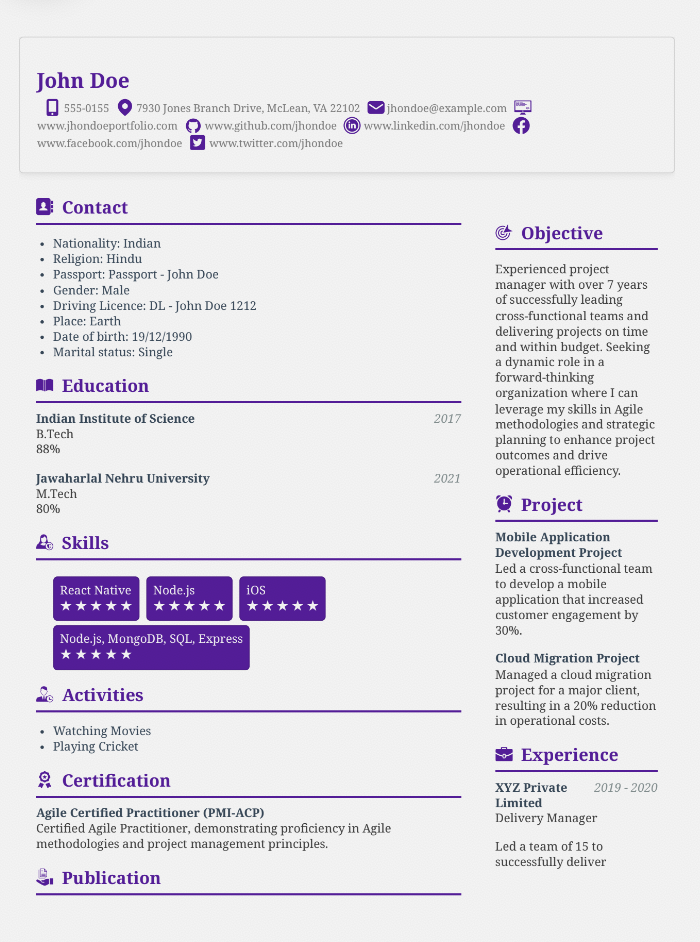 John Doe
555-0155 7930 Jones Branch Drive, McLean, VA 22102 jhondoe@example.com
www.jhondoeportfolio.com www.github.com/jhondoe www.linkedin.com/jhondoe
www.facebook.com/jhondoe www.twitter.com/jhondoe
Contact
• Nationality: Indian
• Religion: Hindu
• Passport: Passport - John Doe
• Gender: Male
• Driving Licence: DL - John Doe 1212
• Place: Earth
• Date of birth: 19/12/1990
• Marital status: Single
Education
Indian Institute of Science 2017
B.Tech
88%
Jawaharlal Nehru University 2021
M.Tech
80%
Skills
React Native Node.js iOS
★★★★★ ★★★★★ ★★★★★
Node.js, MongoDB, SQL, Express
★★★★★
Activities
• Watching Movies
• Playing Cricket
Certification
Agile Certified Practitioner (PMI-ACP)
Certified Agile Practitioner, demonstrating proficiency in Agile
methodologies and project management principles.
Publication
Objective
Experienced project
manager with over 7 years
of successfully leading
cross-functional teams and
delivering projects on time
and within budget. Seeking
a dynamic role in a
forward-thinking
organization where I can
leverage my skills in Agile
methodologies and strategic
planning to enhance project
outcomes and drive
operational efficiency.
Project
Mobile Application
Development Project
Led a cross-functional team
to develop a mobile
application that increased
customer engagement by
30%.
Cloud Migration Project
Managed a cloud migration
project for a major client,
resulting in a 20% reduction
in operational costs.
Experience
XYZ Private 2019 - 2020
Limited
Delivery Manager
Led a team of 15 to
successfully deliver